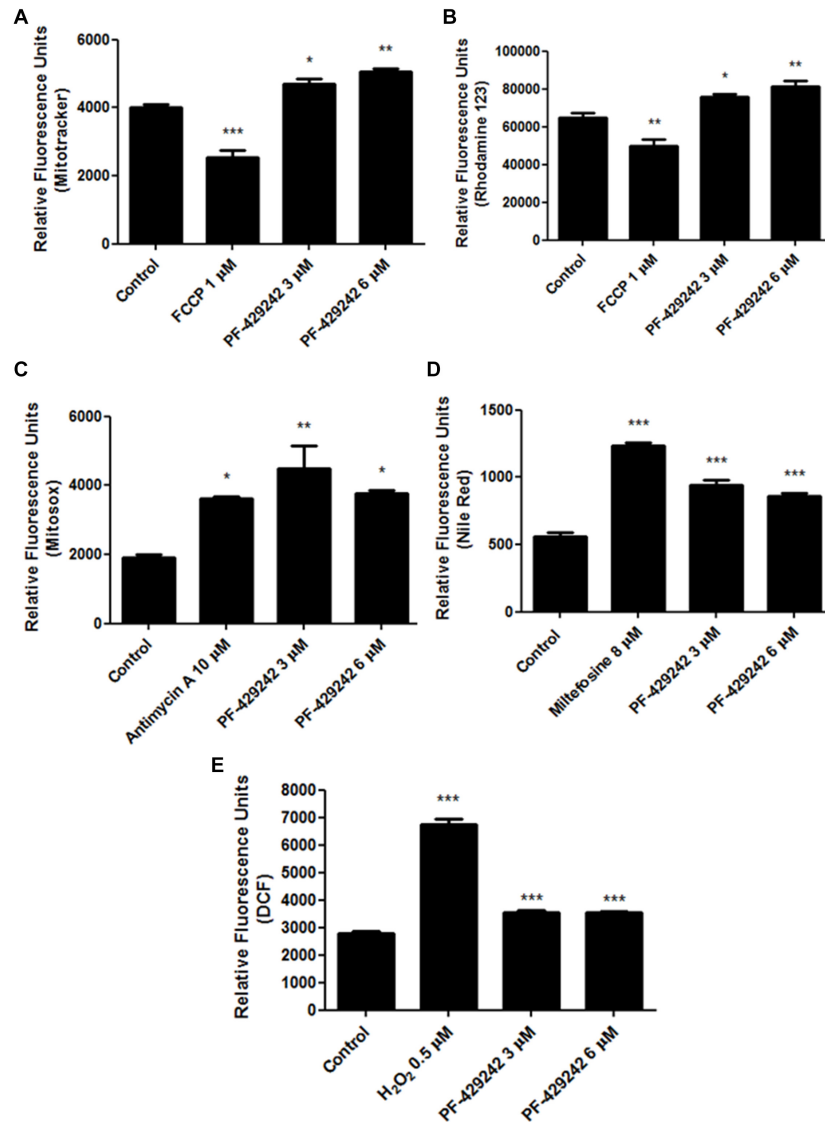 A
Relative Fluorescence Units
(Mitotracker)
6000
4000
2000
0
***
*
**
Control
FCCP 1 µM
PF-429242 3 µM
PF-429242 6 µM
B
Relative Fluorescence Units
(Rhodamine 123)
100000
80000
60000
40000
20000
0
**
*
**
Control
FCCP 1 µM
PF-429242 3 µM
PF-429242 6 µM
C
Relative Fluorescence Units
(Mitosox)
6000
4000
2000
0
*
**
*
Control
Antimycin A 10 µM
PF-429242 3 µM
PF-429242 6 µM
D
Relative Fluorescence Units
(Nile Red)
1500
1000
500
0
***
***
***
Control
Miltefosine 8 µM
PF-429242 3 µM
PF-429242 6 µM
E
Relative Fluorescence Units
(DCF)
8000
7000
6000
5000
4000
3000
2000
1000
0
***
***
***
Control
H₂O₂ 0.5 µM
PF-429242 3 µM
PF-429242 6 µM